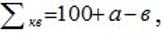 ∑ кв = 100 + а – в ,